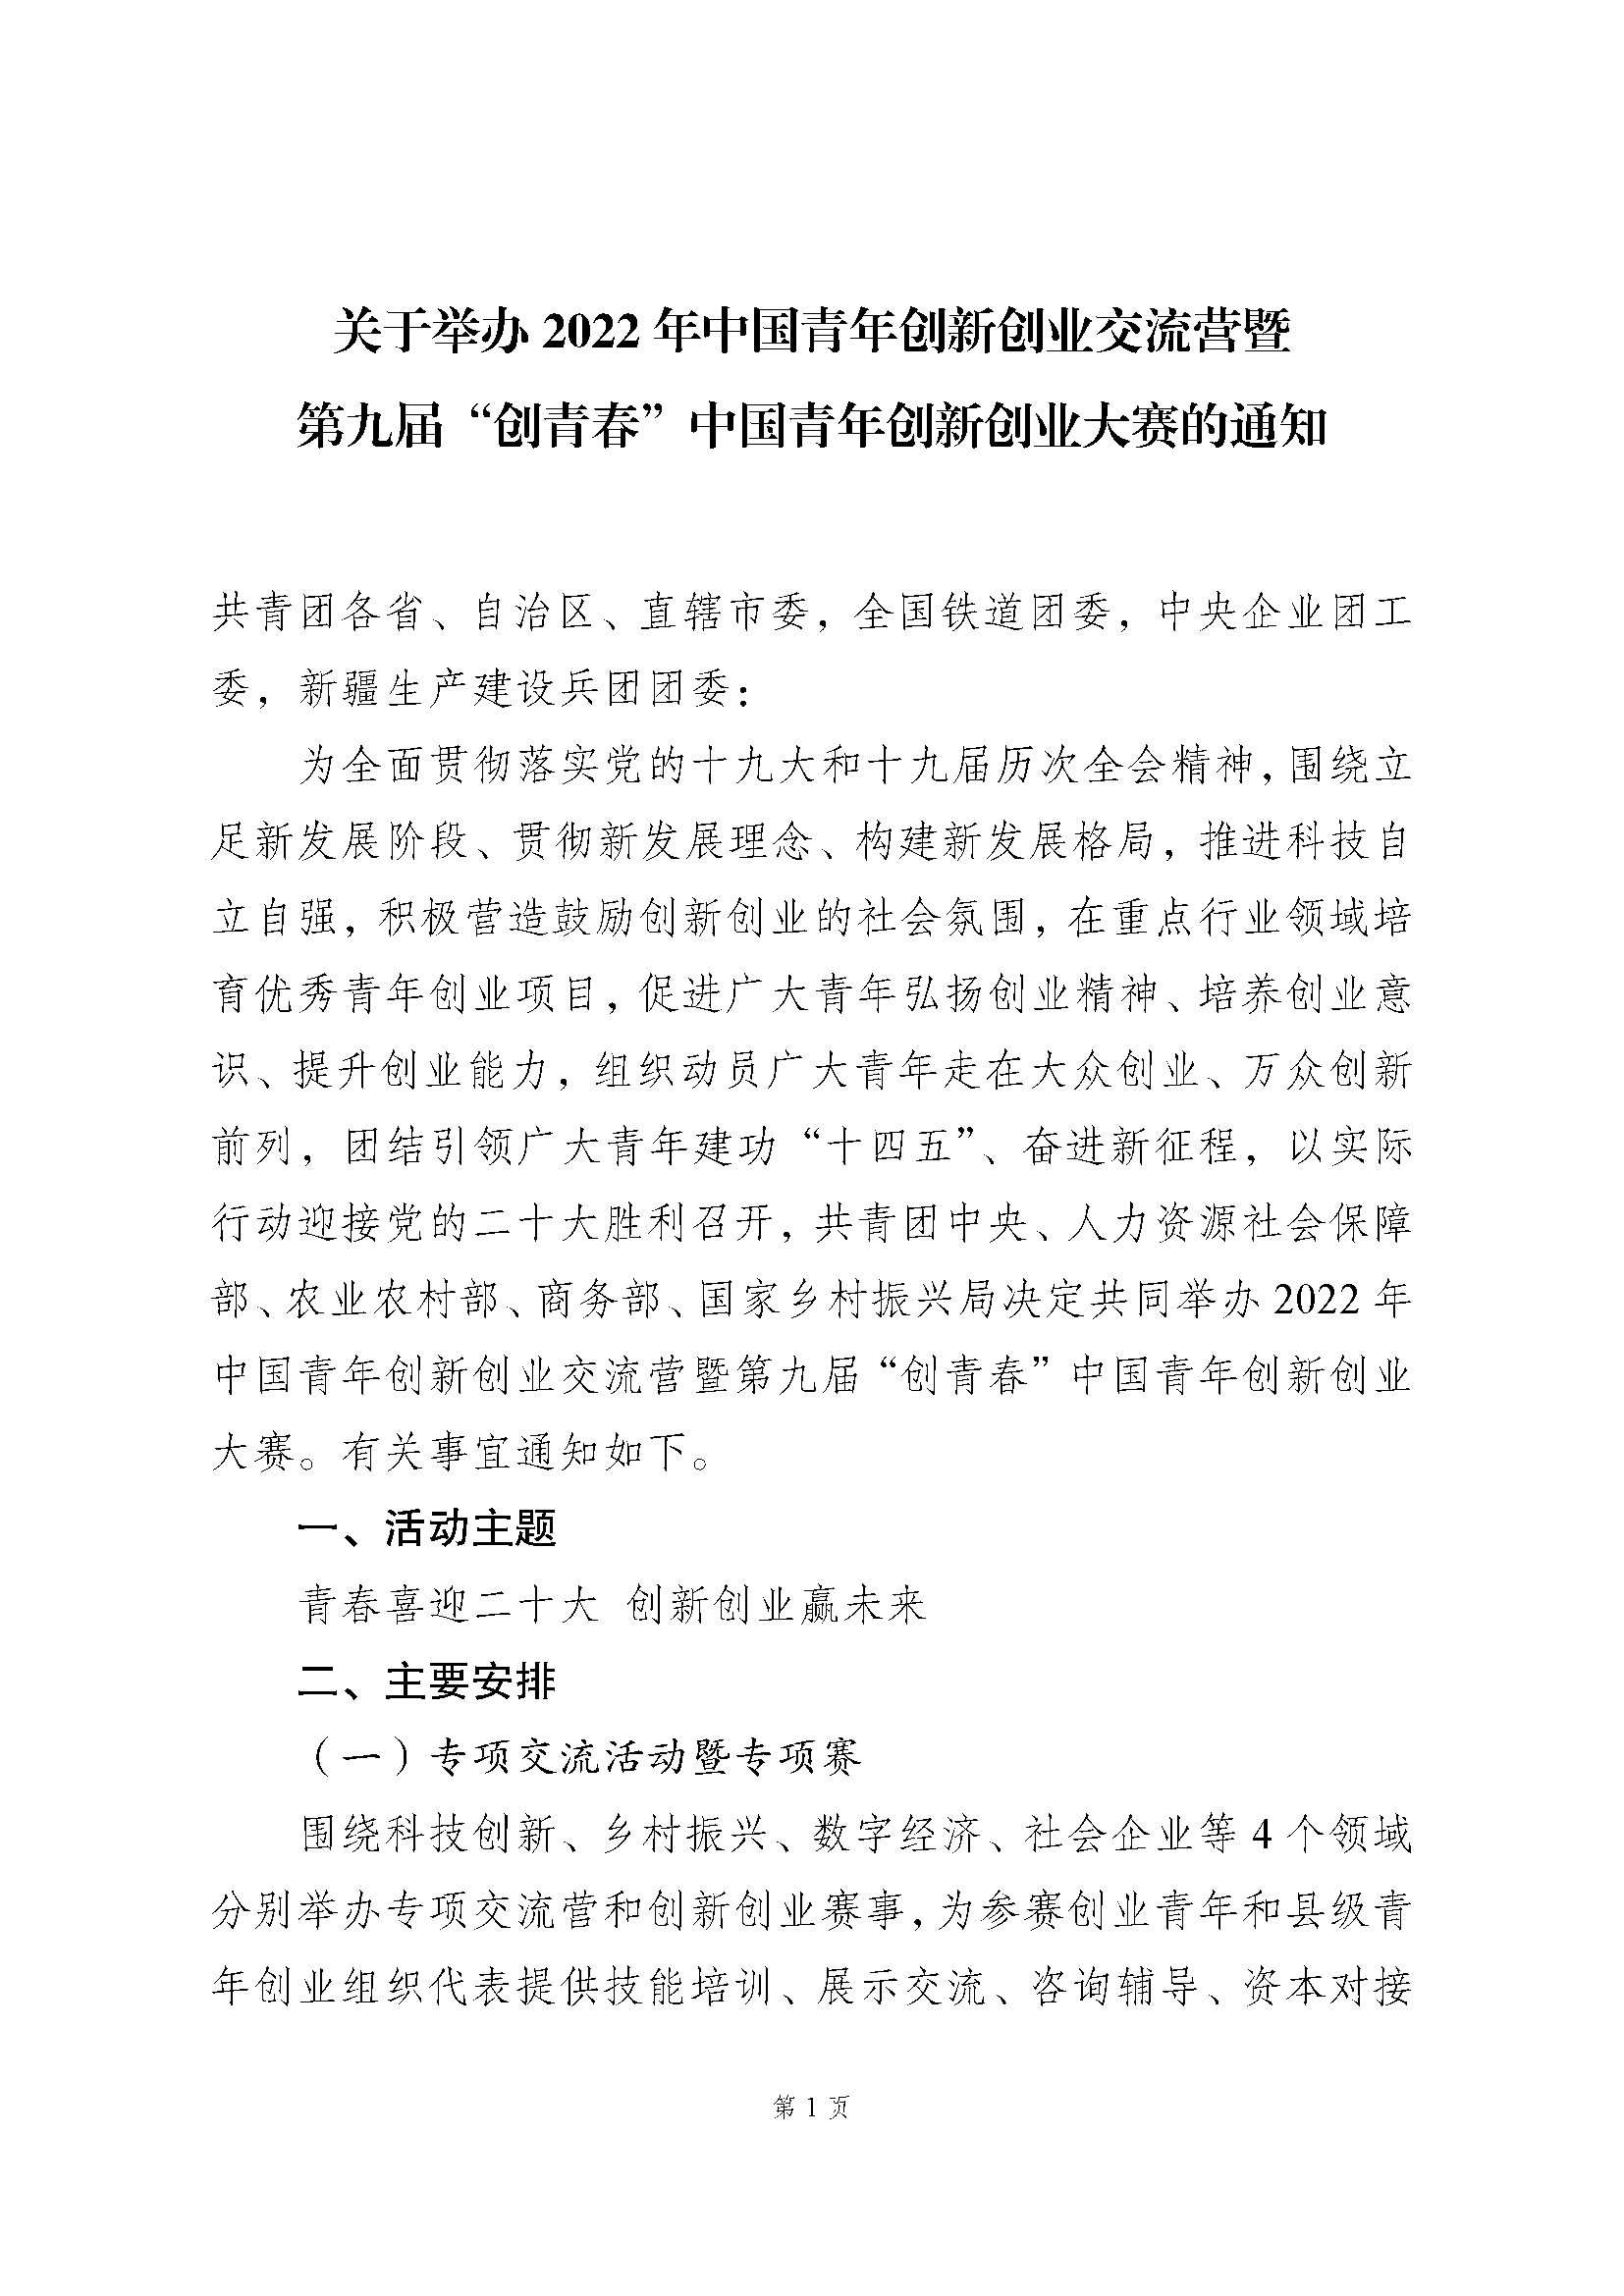 关于举办 2022 年中国青年创新创业交流营暨
第九届“创青春”中国青年创新创业大赛的通知
共青团各省、自治区、直辖市委，全国铁道团委，中央企业团工
委，新疆生产建设兵团团委：
为全面贯彻落实党的十九大和十九届历次全会精神，围绕立
足新发展阶段、贯彻新发展理念、构建新发展格局，推进科技自
立自强，积极营造鼓励创新创业的社会氛围，在重点行业领域培
育优秀青年创业项目，促进广大青年弘扬创业精神、培养创业意
识、提升创业能力，组织动员广大青年走在大众创业、万众创新
前列，团结引领广大青年建功“十四五”、奋进新征程，以实际
行动迎接党的二十大胜利召开，共青团中央、人力资源社会保障
部、农业农村部、商务部、国家乡村振兴局决定共同举办 2022 年
中国青年创新创业交流营暨第九届“创青春”中国青年创新创业
大赛。有关事宜通知如下。
一、活动主题
青春喜迎二十大 创新创业赢未来
二、主要安排
（一）专项交流活动暨专项赛
围绕科技创新、乡村振兴、数字经济、社会企业等 4 个领域
分别举办专项交流营和创新创业赛事，为参赛创业青年和县级青
年创业组织代表提供技能培训、展示交流、咨询辅导、资本对接
第 1 页